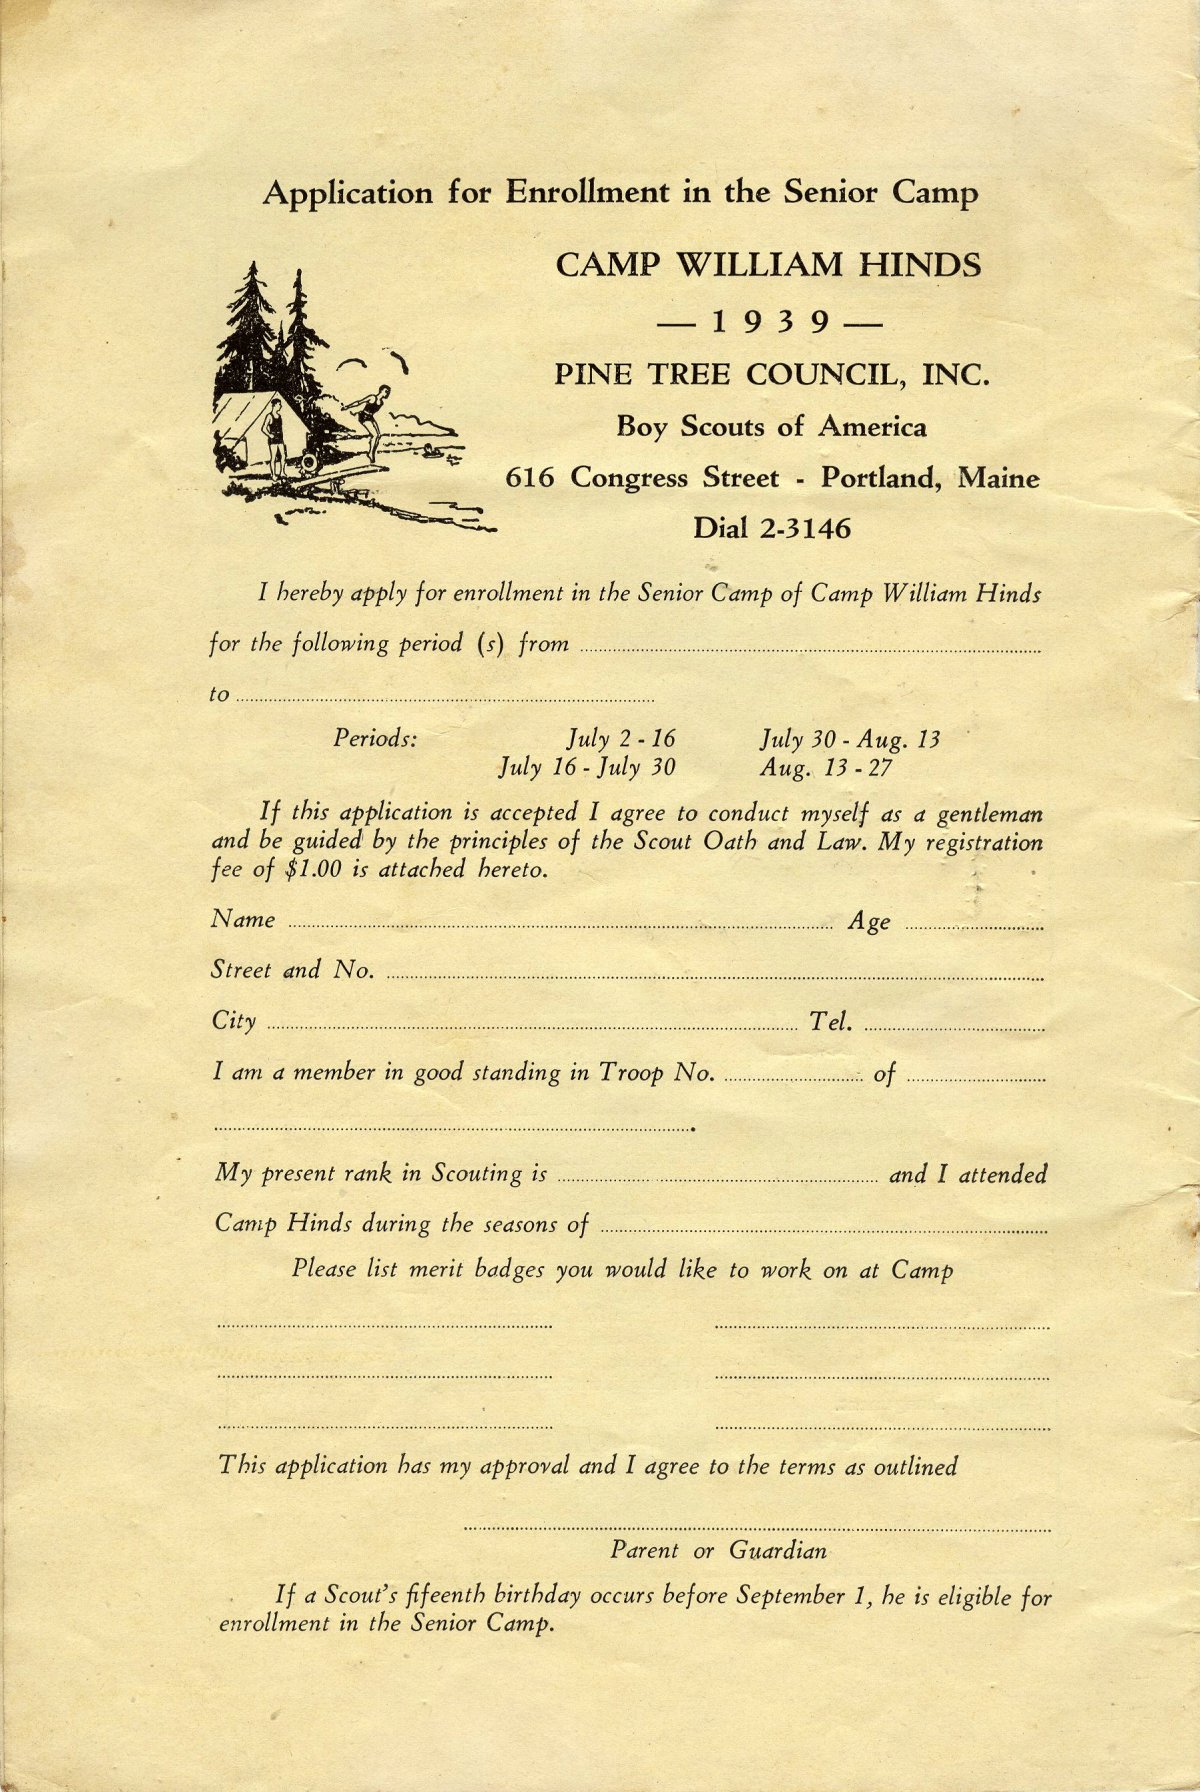 Application for Enrollment in the Senior Camp
CAMP WILLIAM HINDS
— 1 9 3 9 —
PINE TREE COUNCIL, INC.
Boy Scouts of America
616 Congress Street - Portland, Maine
Dial 2-3146
I hereby apply for enrollment in the Senior Camp of Camp William Hinds
for the following period (s) from
to
Periods: July 2 - 16 July 30 - Aug. 13
July 16 - July 30 Aug. 13 - 27
If this application is accepted I agree to conduct myself as a gentleman
and be guided by the principles of the Scout Oath and Law. My registration
fee of $1.00 is attached hereto.
Name Age
Street and No.
City Tel.
I am a member in good standing in Troop No. of
.
My present rank in Scouting is and I attended
Camp Hinds during the seasons of
Please list merit badges you would like to work on at Camp
This application has my approval and I agree to the terms as outlined
Parent or Guardian
If a Scout's fifeenth birthday occurs before September 1, he is eligible for
enrollment in the Senior Camp.